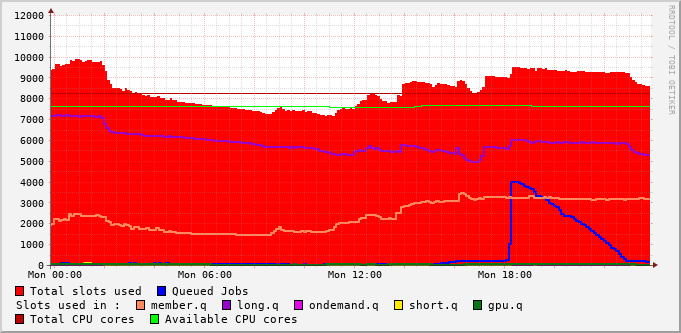 12000
11000
10000
9000
8000
7000
6000
5000
4000
3000
2000
1000
0
Mon 00:00 Mon 06:00 Mon 12:00 Mon 18:00
RRDTOOL / TOBI OETIKER
Total slots used Queued Jobs
Slots used in : member.q long.q ondemand.q short.q gpu.q
Total CPU cores Available CPU cores